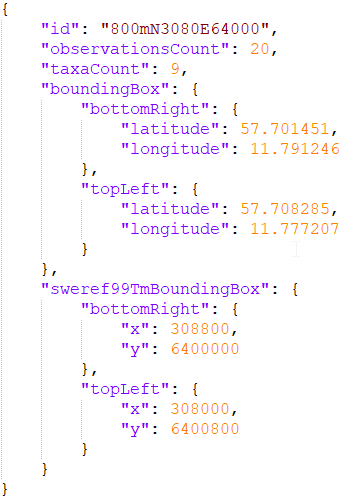 {
    "id": "800mN3080E64000",
    "observationsCount": 20,
    "taxaCount": 9,
    "boundingBox": {
        "bottomRight": {
            "latitude": 57.701451,
            "longitude": 11.791246
        },
        "topLeft": {
            "latitude": 57.708285,
            "longitude": 11.777207
        }
    },
    "sweref99TmBoundingBox": {
        "bottomRight": {
            "x": 308800,
            "y": 6400000
        },
        "topLeft": {
            "x": 308000,
            "y": 6400800
        }
    }
}